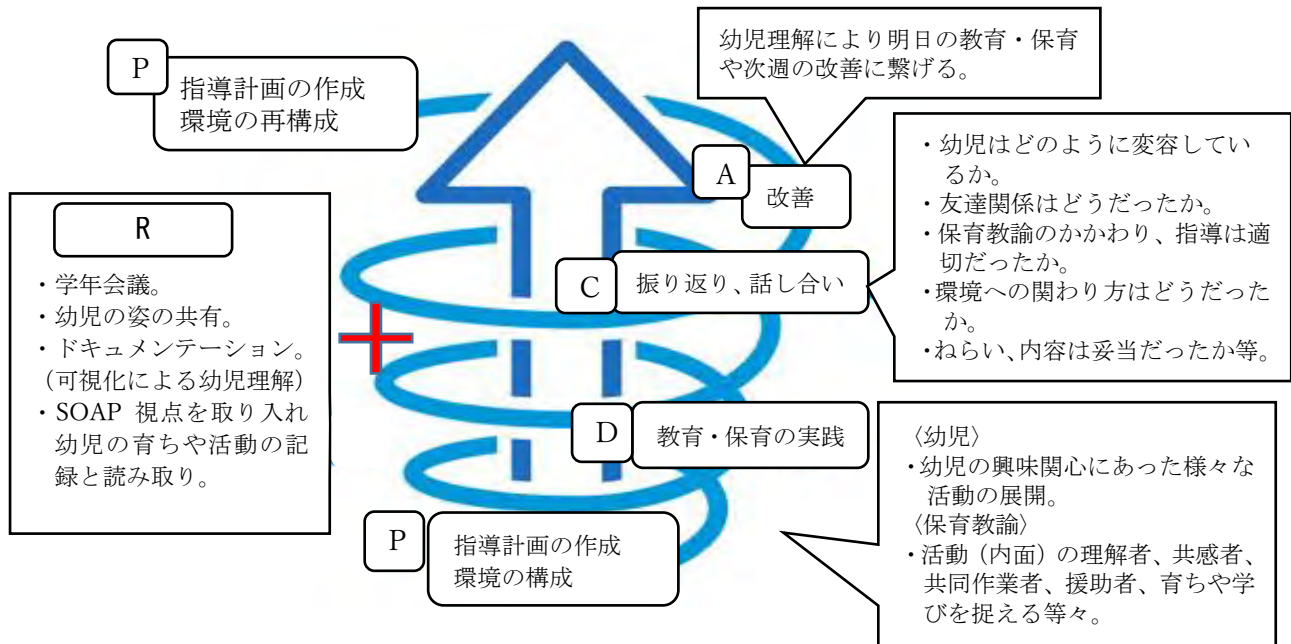 P
指導計画の作成
環境の再構成
幼児理解により明日の教育・保育
や次週の改善に繋げる。
A
改善
R
・学年会議。
・幼児の姿の共有。
・ドキュメンテーション。
(可視化による幼児理解)
・SOAP 視点を取り入れ
幼児の育ちや活動の記
録と読み取り。
C
振り返り、話し合い
・幼児はどのように変容してい
るか。
・友達関係はどうだったか。
・保育教諭のかかわり、指導は適
切だったか。
・環境への関わり方はどうだった
か。
・ねらい、内容は妥当だったか等。
D
教育・保育の実践
〈幼児〉
・幼児の興味関心にあった様々な
活動の展開。
〈保育教諭〉
・活動（内面）の理解者、共感者、
共同作業者、援助者、育ちや学
びを捉える等々。
P
指導計画の作成
環境の構成